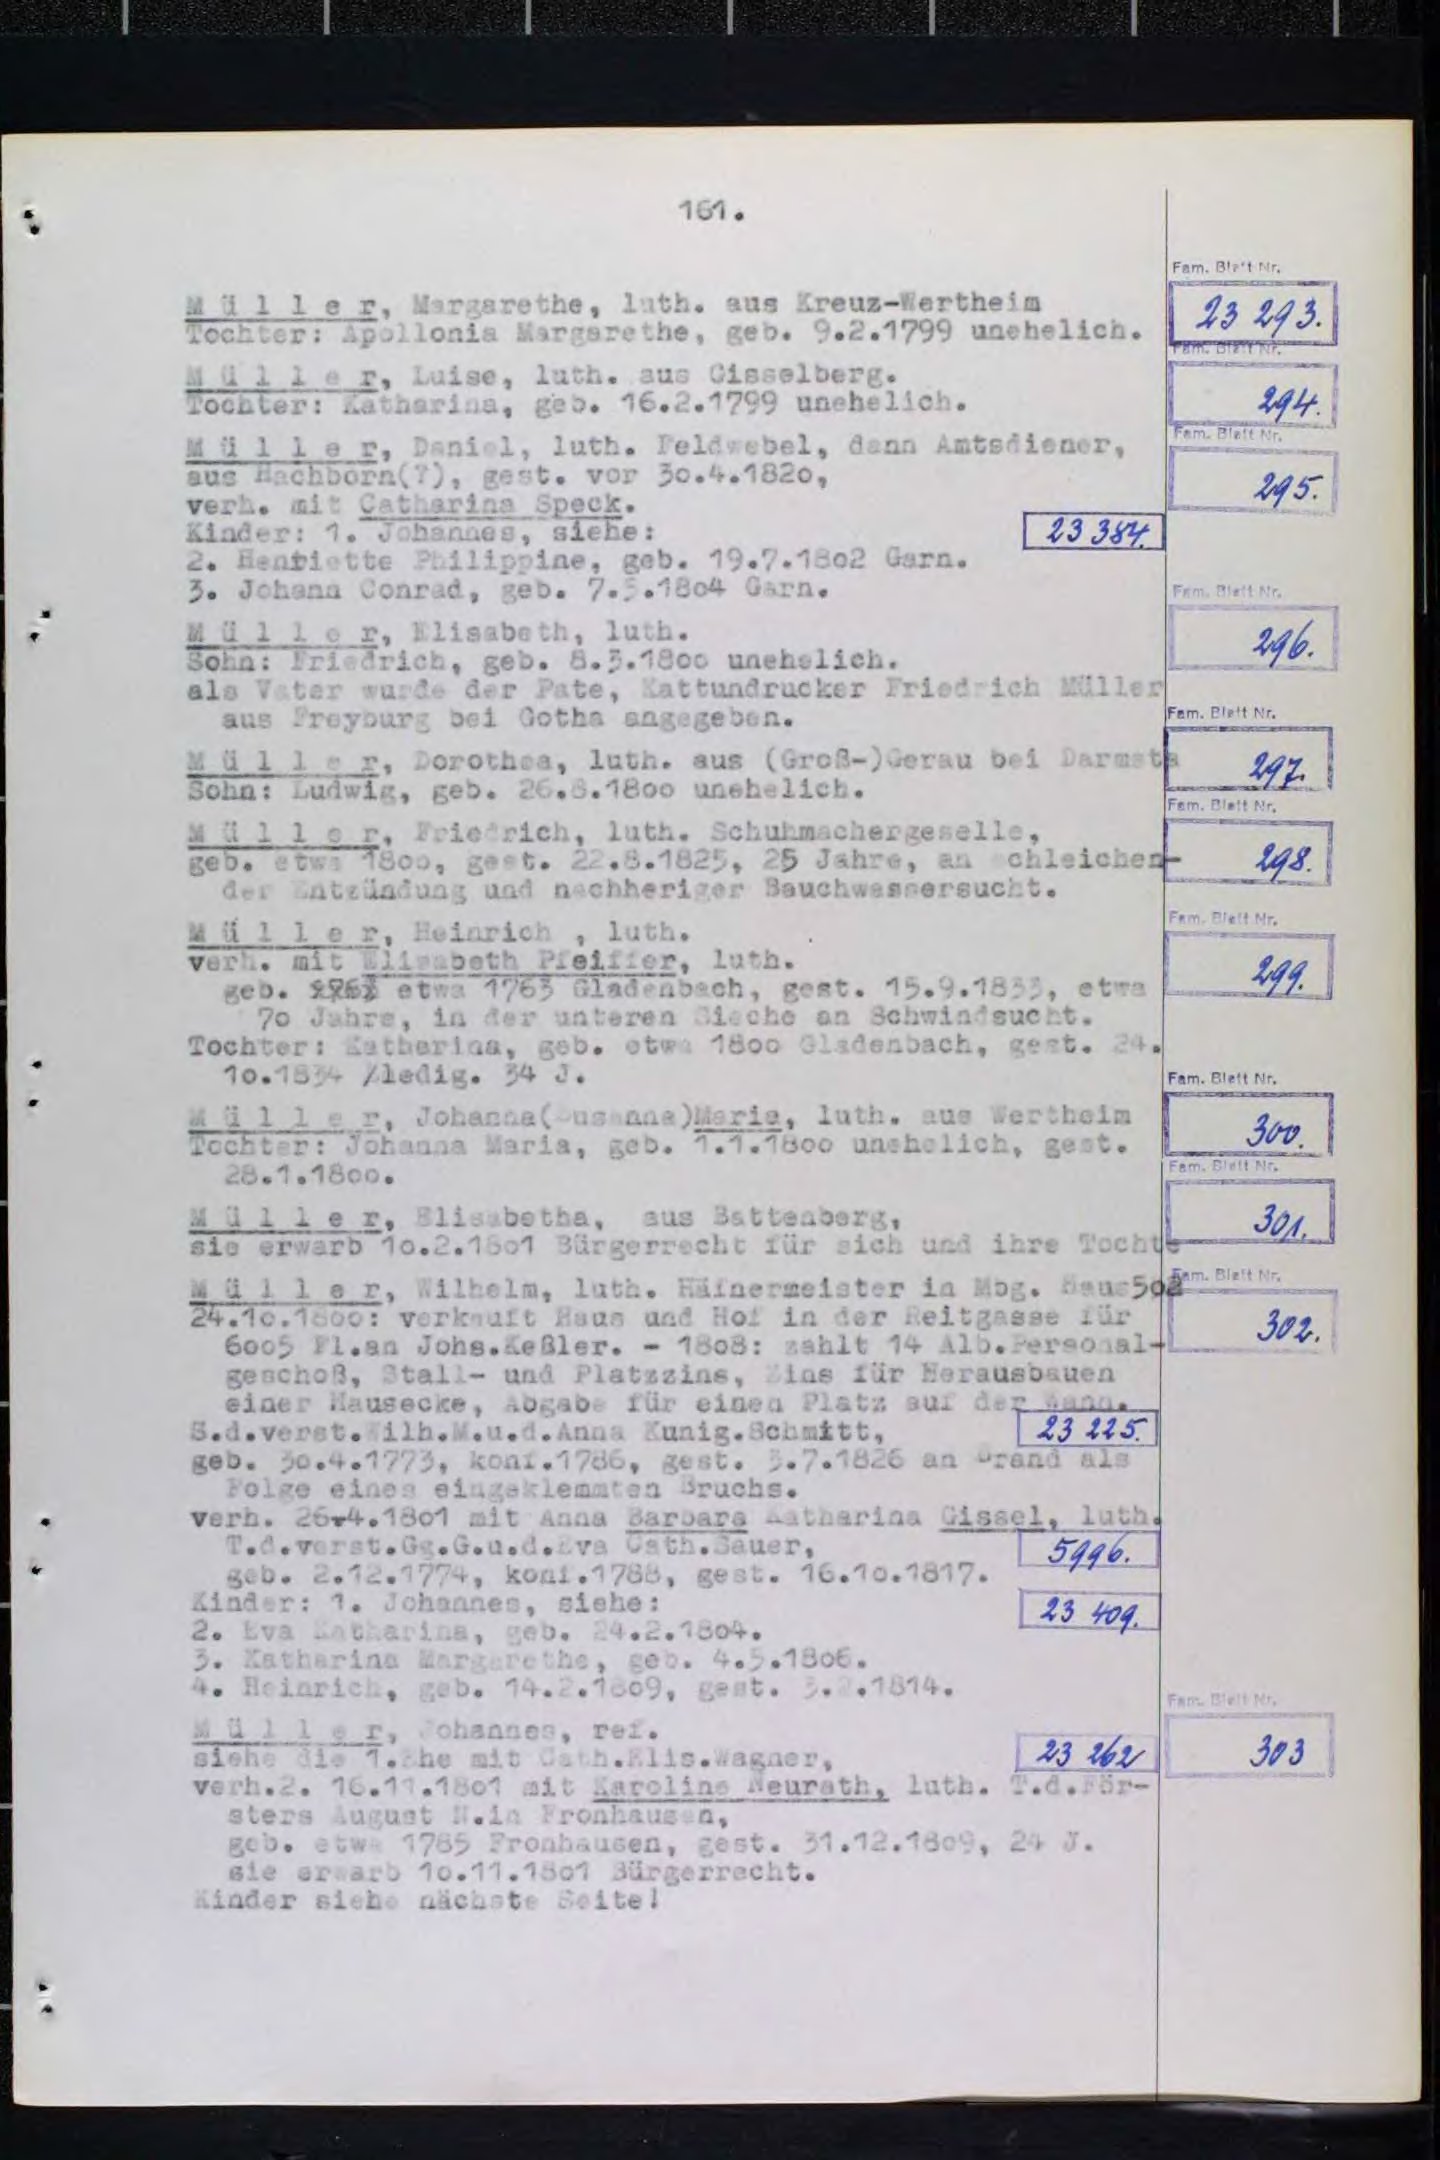 161.
Fam. Blatt Nr.
M ü l l e r, Margarethe, luth. aus Kreuz-Wertheim
23 293.
Tochter: Apollonia Margarethe, geb. 9.2.1799 unehelich.
Fam. Blatt Nr.
M ü l l e r, Luise, luth. aus Gisselberg.
294.
Tochter: Katharina, geb. 16.2.1799 unehelich.
Fam. Blatt Nr.
M ü l l e r, Daniel, luth. Feldwebel, dann Amtsdiener,
aus Hachborn(?), gest. vor 30.4.1820,
295.
verh. mit Catharina Speck.
Kinder: 1. Johannes, siehe: 23 384.
2. Henriette Philippine, geb. 19.7.1802 Garn.
3. Johann Conrad, geb. 7.5.1804 Garn.
Fam. Blatt Nr.
M ü l l e r, Elisabeth, luth.
296.
Sohn: Friedrich, geb. 8.3.1800 unehelich.
als Vater wurde der Pate, Kattundrucker Friedrich Müller
aus Freyburg bei Gotha angegeben.
Fam. Blatt Nr.
M ü l l e r, Dorothea, luth. aus (Groß-)Gerau bei Darmsta
297.
Sohn: Ludwig, geb. 26.8.1800 unehelich.
Fam. Blatt Nr.
M ü l l e r, Friedrich, luth. Schuhmachergeselle,
geb. etwa 1800, gest. 22.8.1825, 25 Jahre, an schleichen-
298.
der Entzündung und nachheriger Bauchwassersucht.
Fam. Blatt Nr.
M ü l l e r, Heinrich , luth.
verh. mit Elisabeth Pfeiffer, luth.
299.
geb. etwa 1763 Gladenbach, gest. 15.9.1833, etwa
70 Jahre, in der unteren Sieche an Schwindsucht.
Tochter: Katharina, geb. etwa 1800 Gladenbach, gest. 24.
10.1834 /ledig. 34 J.
Fam. Blatt Nr.
M ü l l e r, Johanna(Susanna)Maria, luth. aus Wertheim
300.
Tochter: Johanna Maria, geb. 1.1.1800 unehelich, gest.
28.1.1800.
Fam. Blatt Nr.
M ü l l e r, Elisabetha, aus Battenberg,
301.
sie erwarb 10.2.1801 Bürgerrecht für sich und ihre Tochte
Fam. Blatt Nr.
M ü l l e r, Wilhelm, luth. Häfnermeister in Mbg. Haus502
24.10.1800: verkauft Haus und Hof in der Reitgasse für
302.
6005 Fl.an Johs.Keßler. - 1808: zahlt 14 Alb.Personal-
geschoß, Stall- und Platzzins, Zins für Herausbauen
einer Hausecke, Abgabe für einen Platz auf der Wann.
S.d.verst.Wilh.M.u.d.Anna Kunig.Schmitt, 23 225.
geb. 30.4.1773, konf.1786, gest. 3.7.1826 an Brand als
Folge eines eingeklemmten Bruchs.
verh. 26.4.1801 mit Anna Barbara Katharina Gissel, luth.
T.d.verst.Gg.G.u.d.Eva Cath.Sauer, 5996.
geb. 2.12.1774, konf.1788, gest. 16.10.1817.
Kinder: 1. Johannes, siehe: 23 409.
2. Eva Katharina, geb. 24.2.1804.
3. Katharina Margarethe, geb. 4.5.1806.
4. Heinrich, geb. 14.2.1809, gest. 3.2.1814.
Fam. Blatt Nr.
M ü l l e r, Johannes, ref.
siehe die 1.Ehe mit Cath.Elis.Wagner, 23 262
303
verh.2. 16.11.1801 mit Karoline Neurath, luth. T.d.För-
sters August N.in Fronhausen,
geb. etwa 1785 Fronhausen, gest. 31.12.1809, 24 J.
sie erwarb 10.11.1801 Bürgerrecht.
Kinder siehe nächste Seite!